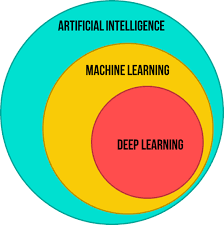 ARTIFICIAL INTELLIGENCE
MACHINE LEARNING
DEEP LEARNING